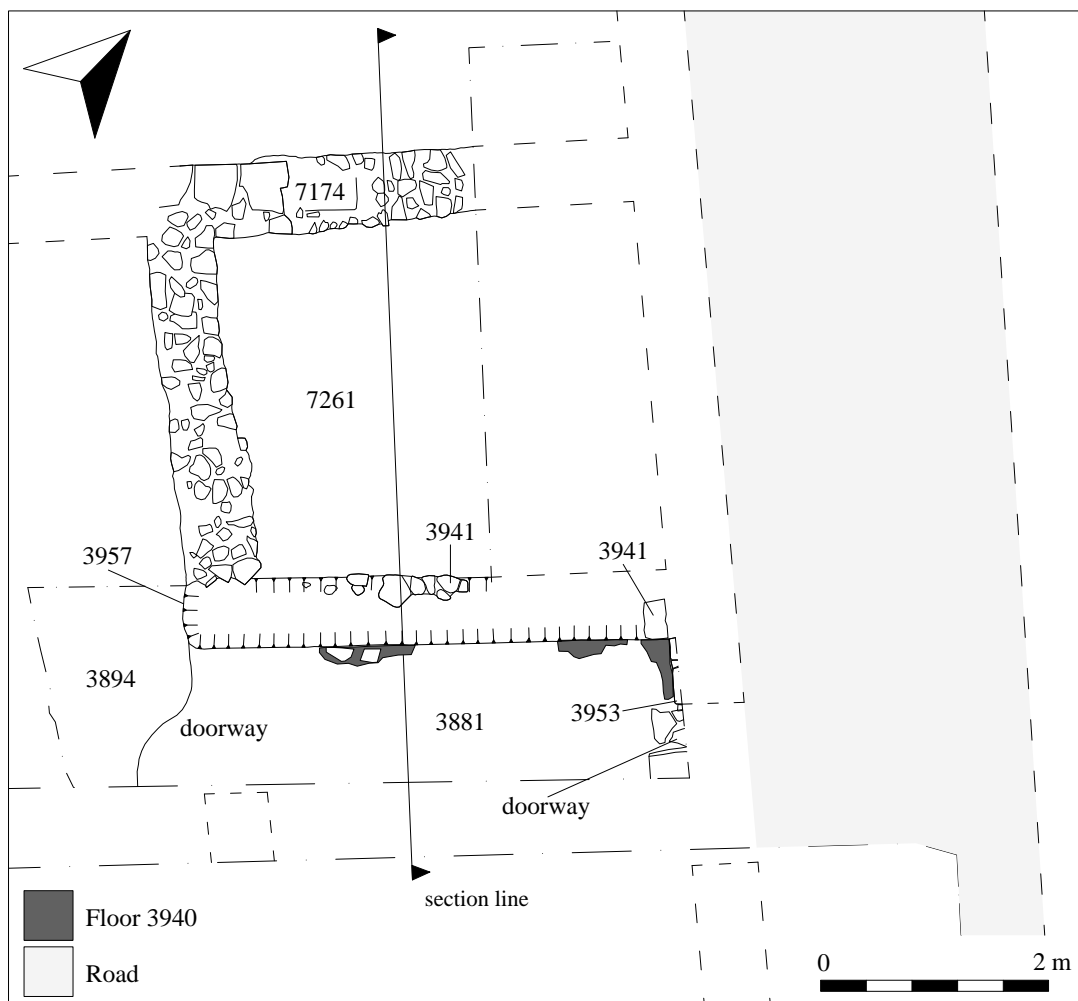 7174
7261
3941
3941
3957
3894
doorway
3881
3953
doorway
section line
Floor 3940
Road
0 2 m